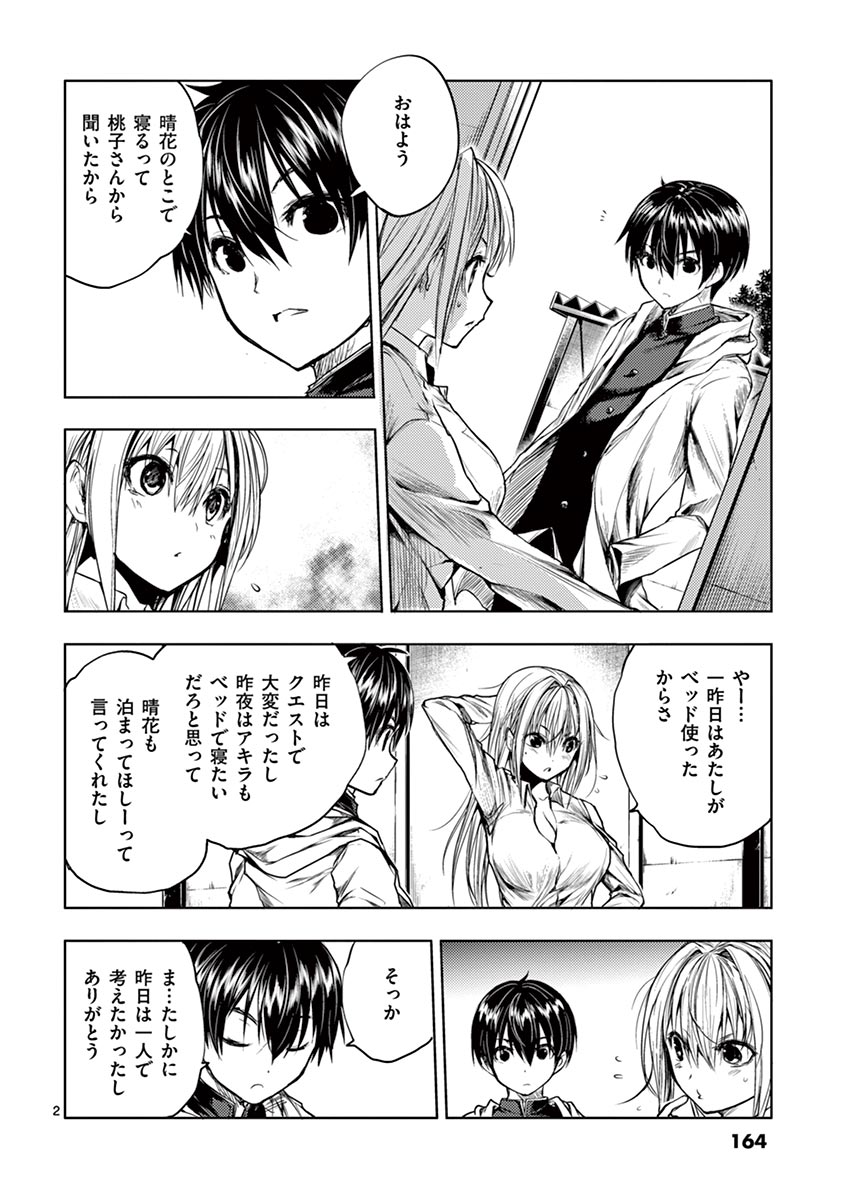 おはよう
晴花のとこで
寝るって
桃子さんから
聞いたから
やー…
一昨日はあたしが
ベッド使った
からさ
昨日は
クエストで
大変だったし
昨夜はアキラも
ベッドで寝たい
だろと思って
晴花も
泊まってほしーって
言ってくれたし
そっか
ま…たしかに
昨日は一人で
考えたかったし
ありがとう
2
164